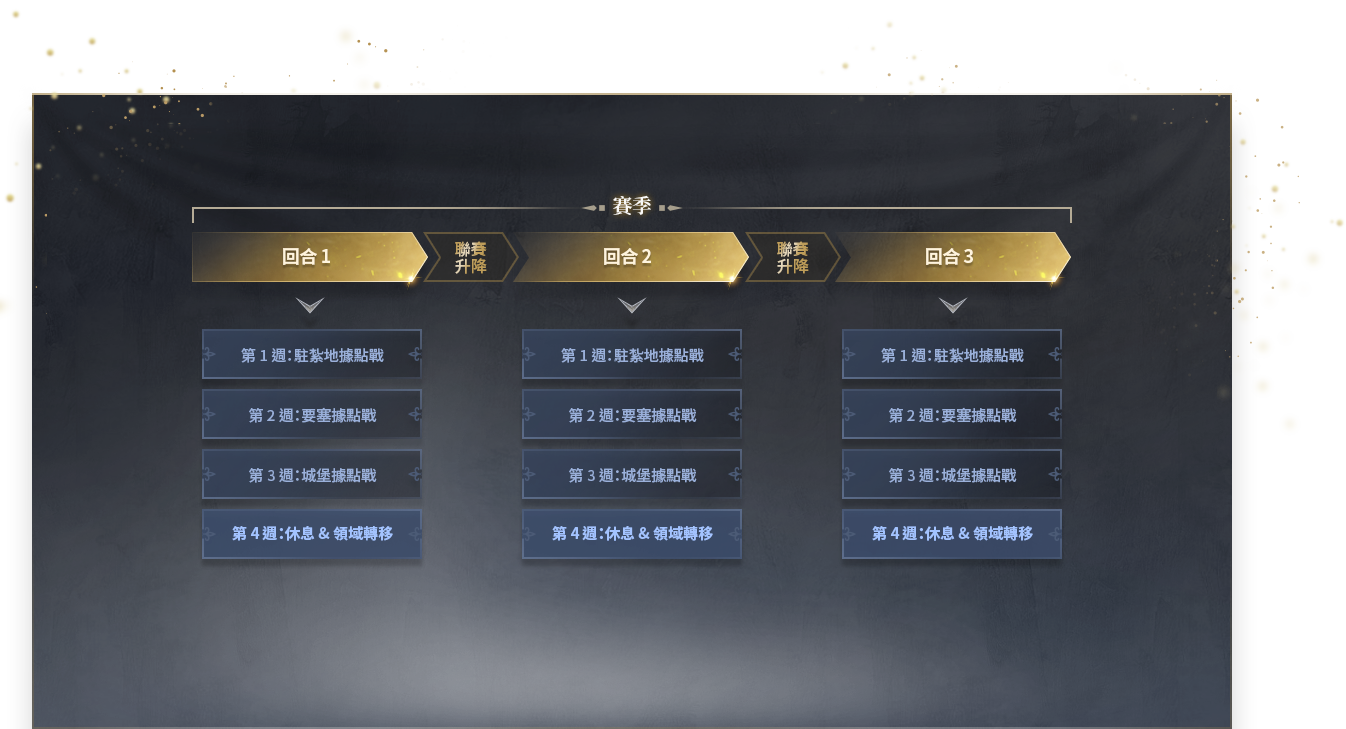 賽季
回合 1
聯賽
升降
回合 2
聯賽
升降
回合 3
第 1 週：駐紮地據點戰
第 2 週：要塞據點戰
第 3 週：城堡據點戰
第 4 週：休息 & 領域轉移
第 1 週：駐紮地據點戰
第 2 週：要塞據點戰
第 3 週：城堡據點戰
第 4 週：休息 & 領域轉移
第 1 週：駐紮地據點戰
第 2 週：要塞據點戰
第 3 週：城堡據點戰
第 4 週：休息 & 領域轉移